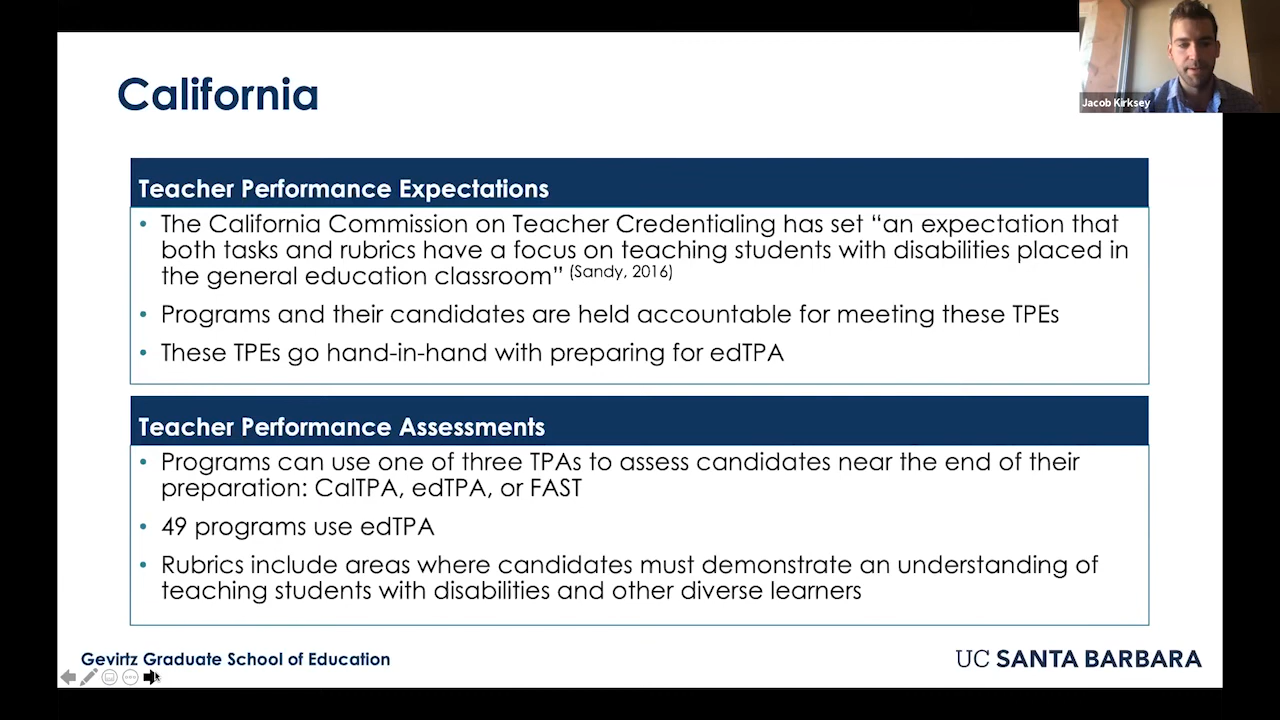 California
Jacob Kirksey
Teacher Performance Expectations
• The California Commission on Teacher Credentialing has set “an expectation that
both tasks and rubrics have a focus on teaching students with disabilities placed in
the general education classroom” (Sandy, 2016)
• Programs and their candidates are held accountable for meeting these TPEs
• These TPEs go hand-in-hand with preparing for edTPA
Teacher Performance Assessments
• Programs can use one of three TPAs to assess candidates near the end of their
preparation: CalTPA, edTPA, or FAST
• 49 programs use edTPA
• Rubrics include areas where candidates must demonstrate an understanding of
teaching students with disabilities and other diverse learners
Gevirtz Graduate School of Education
UC SANTA BARBARA